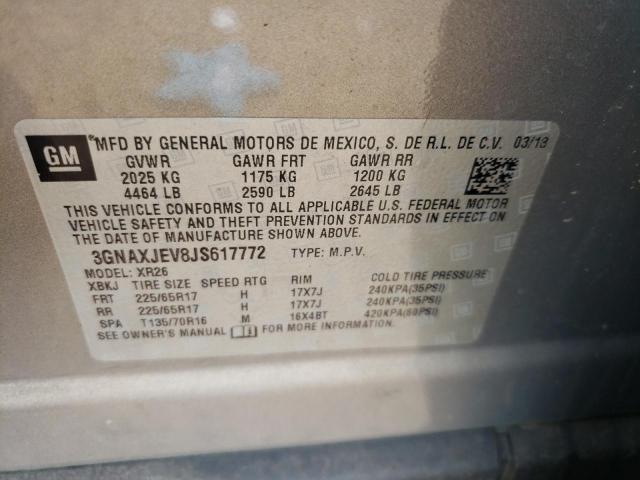 GM
MFD BY GENERAL MOTORS DE MEXICO, S. DE R.L. DE C.V. 03/18
GVWR GAWR FRT GAWR RR
2025 KG 1175 KG 1200 KG
4464 LB 2590 LB 2645 LB
THIS VEHICLE CONFORMS TO ALL APPLICABLE U.S. FEDERAL MOTOR
VEHICLE SAFETY AND THEFT PREVENTION STANDARDS IN EFFECT ON
THE DATE OF MANUFACTURE SHOWN ABOVE.
3GNAXJEV8JS617772 TYPE: M.P.V.
MODEL: XR26
XBKJ TIRE SIZE SPEED RTG RIM COLD TIRE PRESSURE
FRT 225/65R17 H 17X7J 240KPA(35PSI)
RR 225/65R17 H 17X7J 240KPA(35PSI)
SPA T135/70R16 M 16X4BT 420KPA(60PSI)
SEE OWNER'S MANUAL FOR MORE INFORMATION.